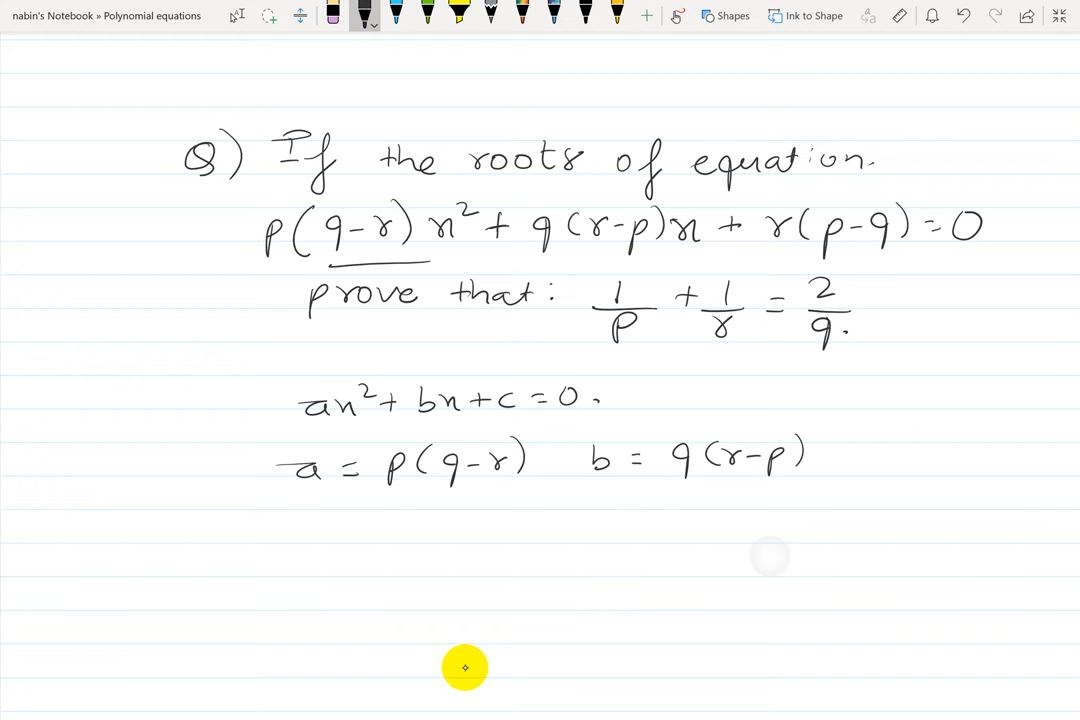 nabin's Notebook » Polynomial equations
Shapes
Ink to Shape
Q) If the roots of equation.
p(q-r)x² + q(r-p)x + r(p-q) = 0
prove that: 1/p + 1/r = 2/q.
ax² + bx + c = 0.
a = p(q-r) b = q(r-p)